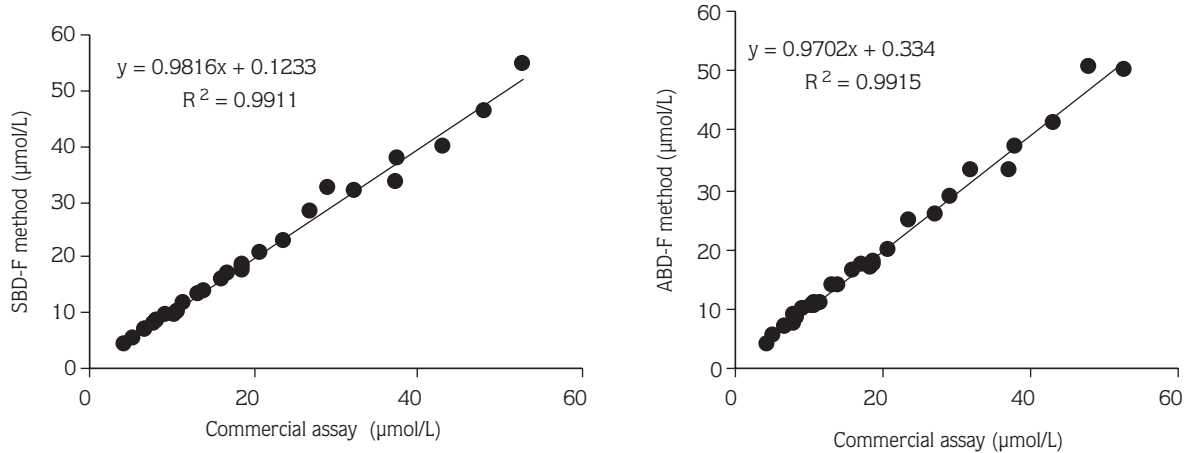 60
50
40
30
20
10
0
SBD-F method (µmol/L)
y = 0.9816x + 0.1233
R² = 0.9911
0 20 40 60
Commercial assay (µmol/L)
60
50
40
30
20
10
0
ABD-F method (µmol/L)
y = 0.9702x + 0.334
R² = 0.9915
0 20 40 60
Commercial assay (µmol/L)